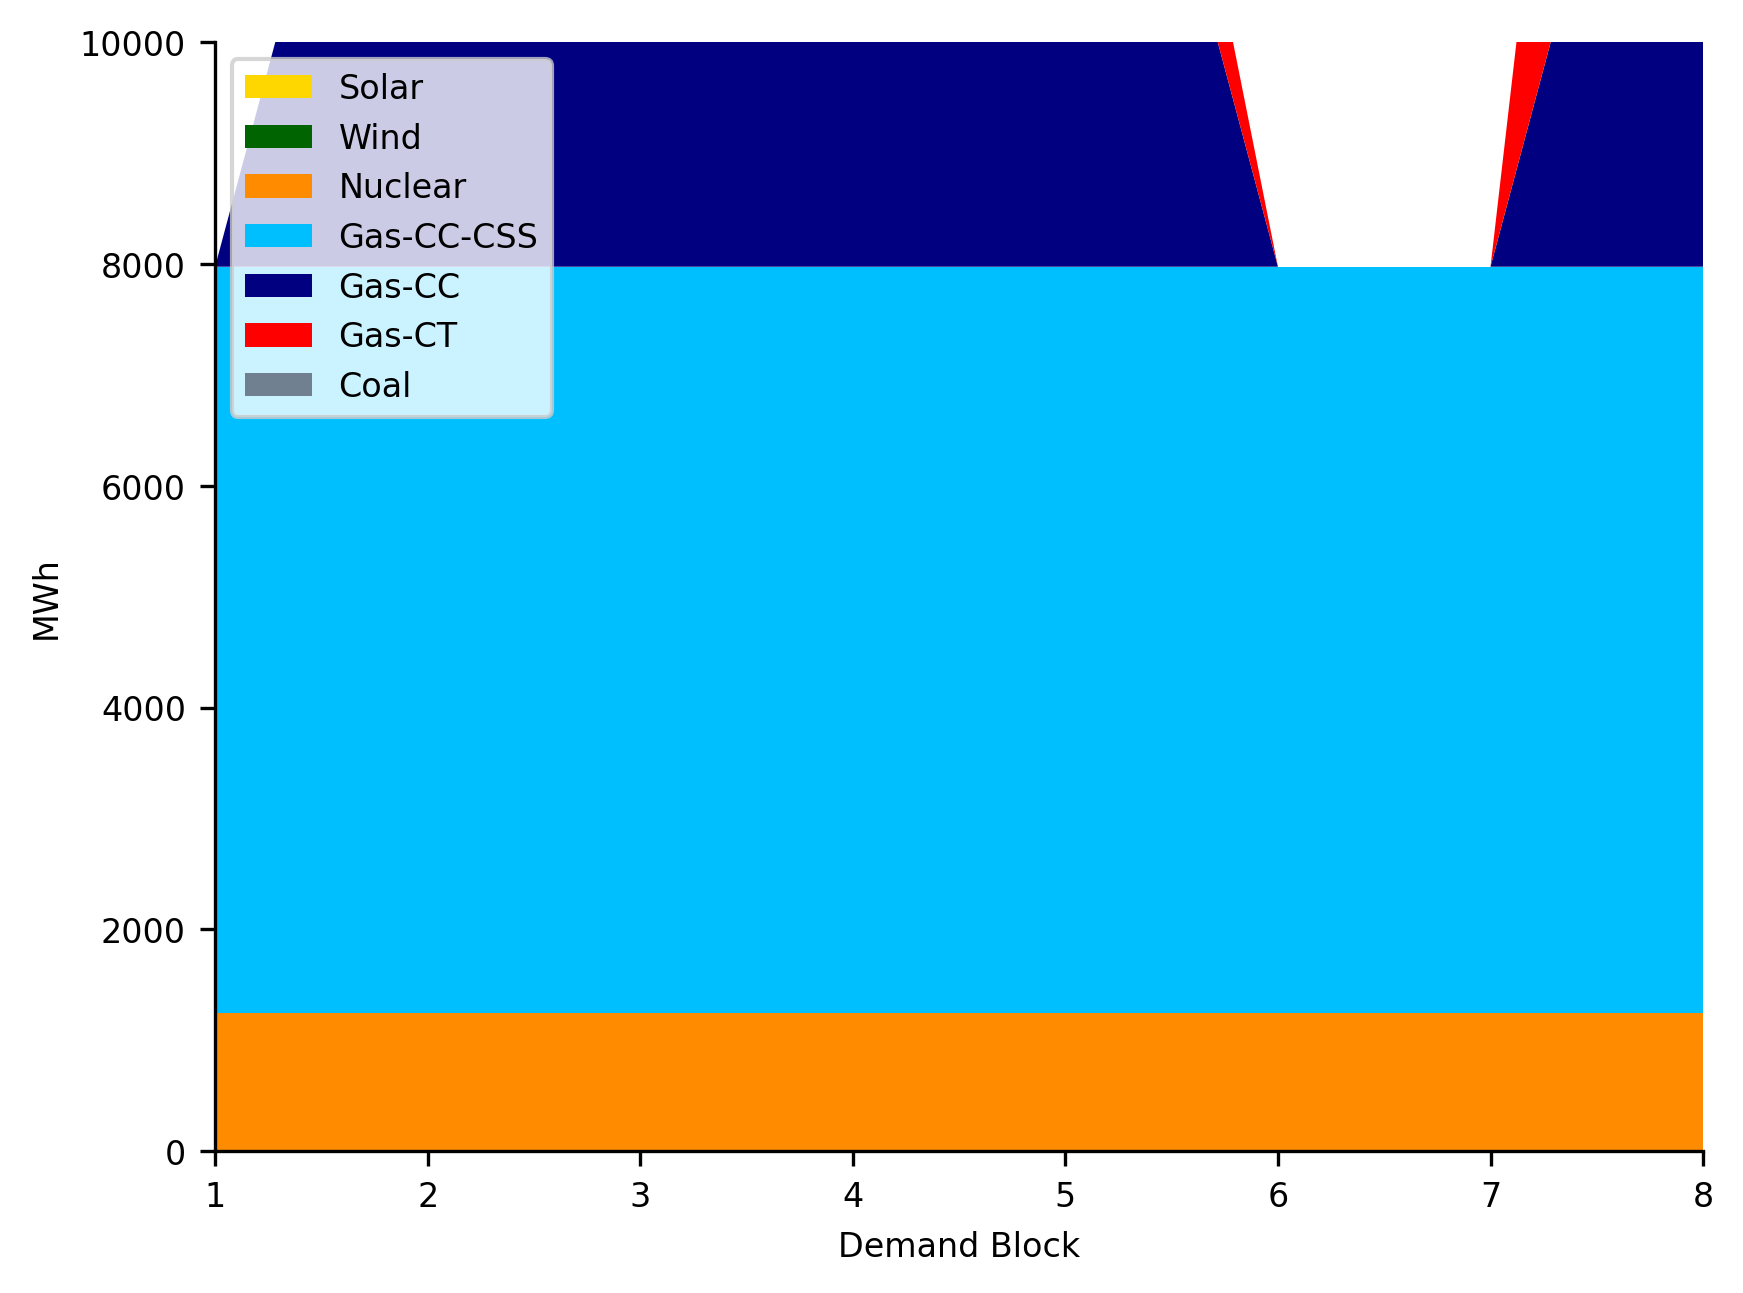 10000
8000
6000
4000
2000
0
MWh
Solar
Wind
Nuclear
Gas-CC-CSS
Gas-CC
Gas-CT
Coal
1 2 3 4 5 6 7 8
Demand Block